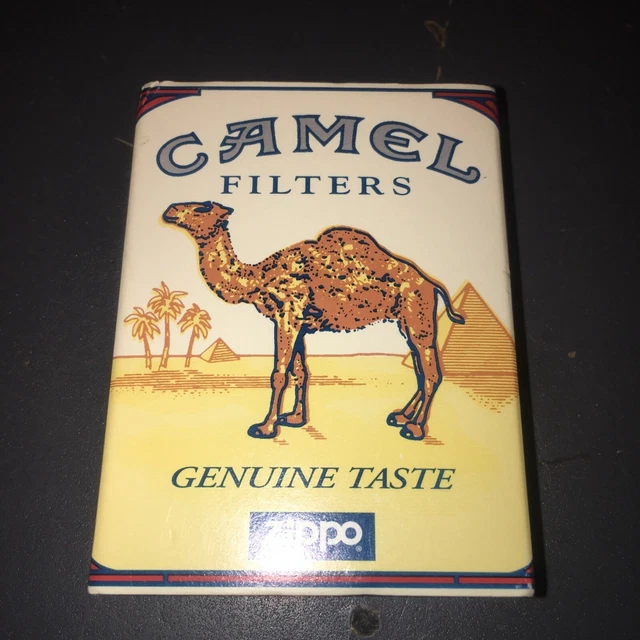 CAMEL
FILTERS
GENUINE TASTE
zippo